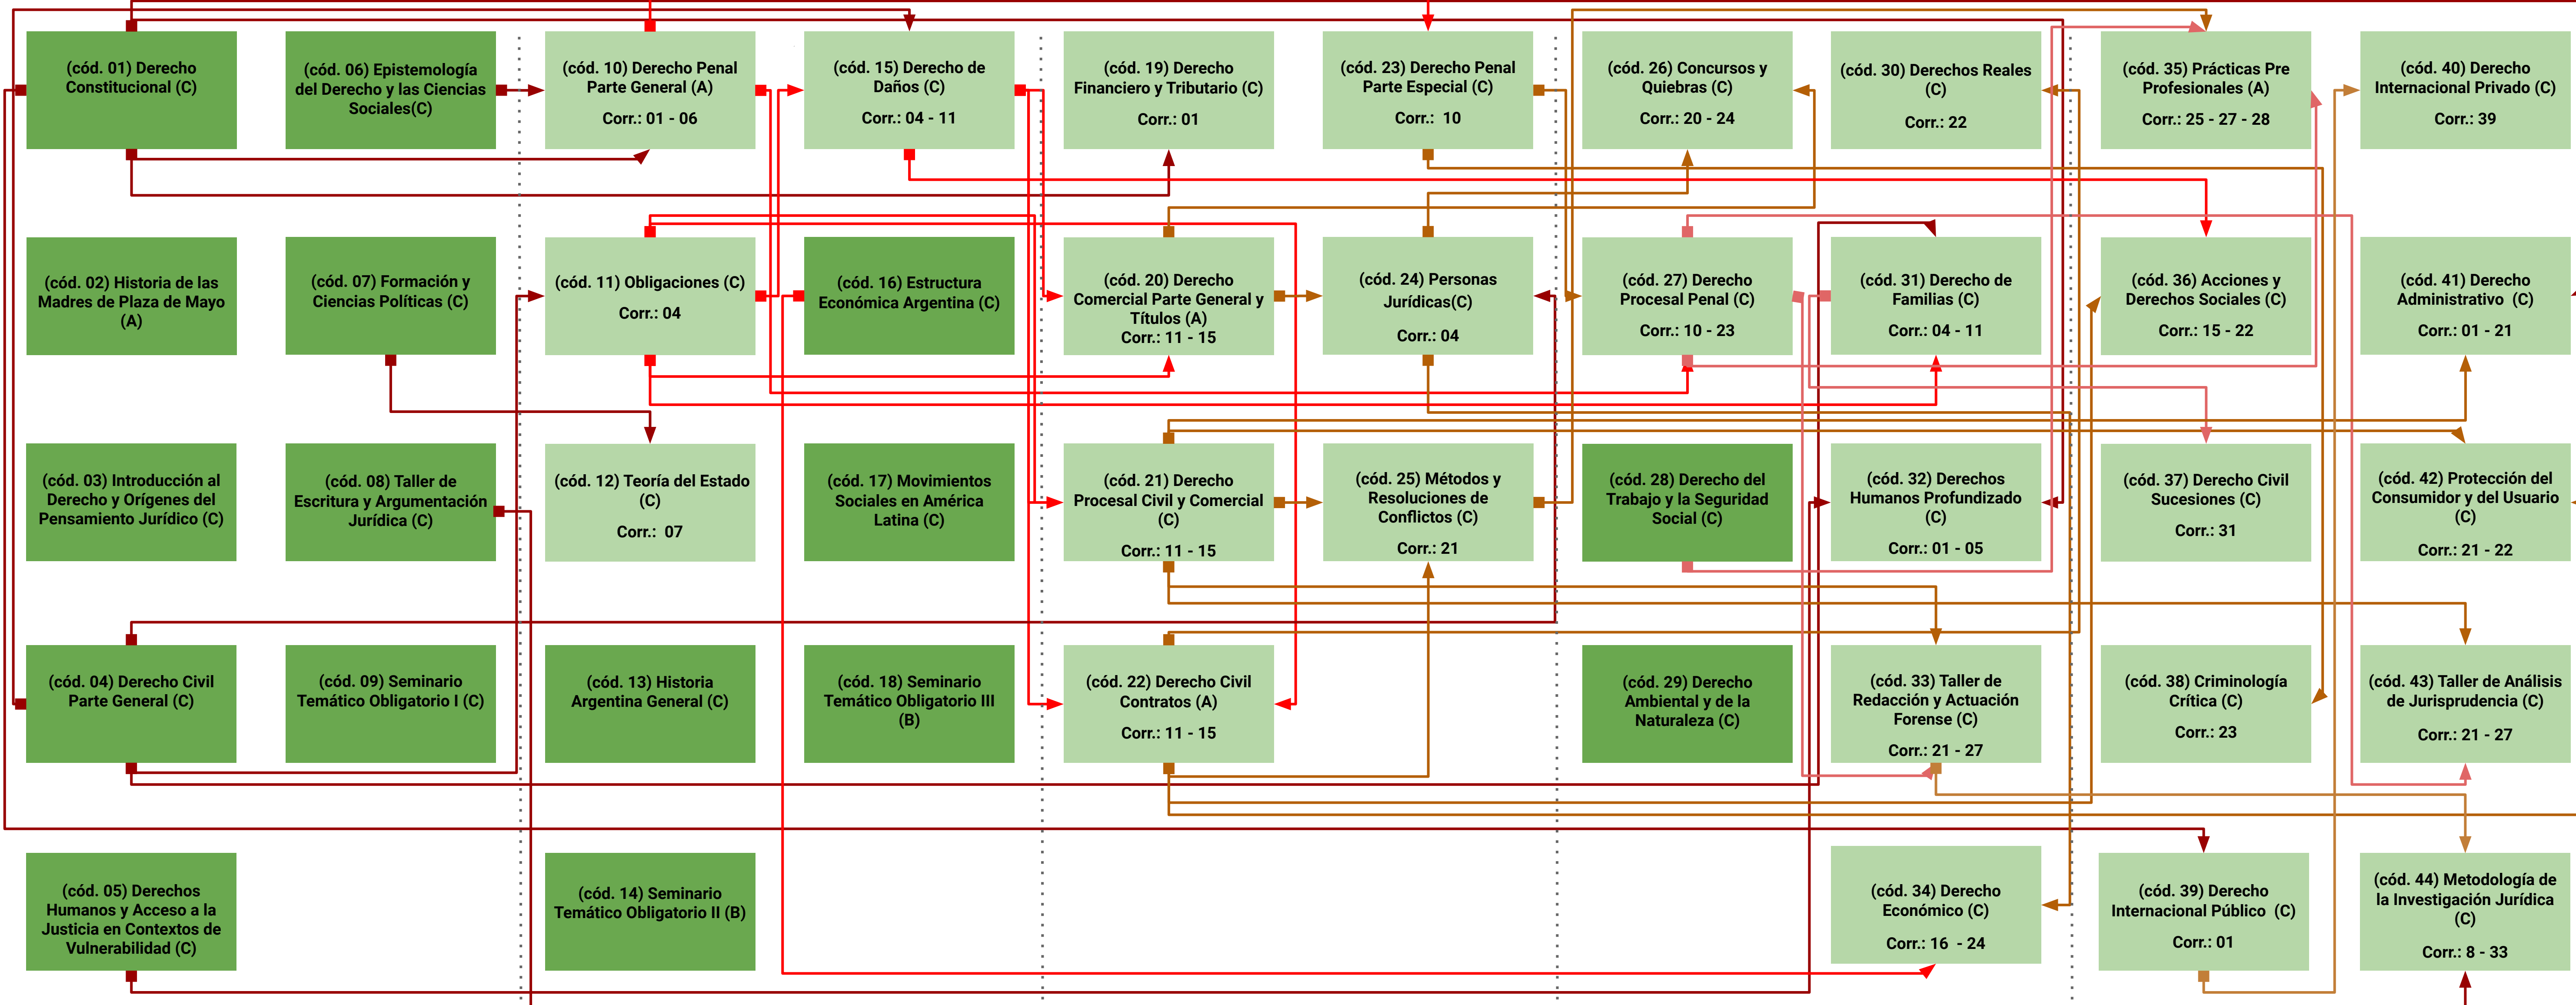 (cód. 01) Derecho
Constitucional (C)
(cód. 06) Epistemología
del Derecho y las Ciencias
Sociales(C)
(cód. 10) Derecho Penal
Parte General (A)
Corr.: 01 - 06
(cód. 15) Derecho de
Daños (C)
Corr.: 04 - 11
(cód. 19) Derecho
Financiero y Tributario (C)
Corr.: 01
(cód. 23) Derecho Penal
Parte Especial (C)
Corr.: 10
(cód. 26) Concursos y
Quiebras (C)
Corr.: 20 - 24
(cód. 30) Derechos Reales
(C)
Corr.: 22
(cód. 35) Prácticas Pre
Profesionales (A)
Corr.: 25 - 27 - 28
(cód. 40) Derecho
Internacional Privado (C)
Corr.: 39
(cód. 02) Historia de las
Madres de Plaza de Mayo
(A)
(cód. 07) Formación y
Ciencias Políticas (C)
(cód. 11) Obligaciones (C)
Corr.: 04
(cód. 16) Estructura
Económica Argentina (C)
(cód. 20) Derecho
Comercial Parte General y
Títulos (A)
Corr.: 11 - 15
(cód. 24) Personas
Jurídicas(C)
Corr.: 04
(cód. 27) Derecho
Procesal Penal (C)
Corr.: 10 - 23
(cód. 31) Derecho de
Familias (C)
Corr.: 04 - 11
(cód. 36) Acciones y
Derechos Sociales (C)
Corr.: 15 - 22
(cód. 41) Derecho
Administrativo (C)
Corr.: 01 - 21
(cód. 03) Introducción al
Derecho y Orígenes del
Pensamiento Jurídico (C)
(cód. 08) Taller de
Escritura y Argumentación
Jurídica (C)
(cód. 12) Teoría del Estado
(C)
Corr.: 07
(cód. 17) Movimientos
Sociales en América
Latina (C)
(cód. 21) Derecho
Procesal Civil y Comercial
(C)
Corr.: 11 - 15
(cód. 25) Métodos y
Resoluciones de
Conflictos (C)
Corr.: 21
(cód. 28) Derecho del
Trabajo y la Seguridad
Social (C)
(cód. 32) Derechos
Humanos Profundizado
(C)
Corr.: 01 - 05
(cód. 37) Derecho Civil
Sucesiones (C)
Corr.: 31
(cód. 42) Protección del
Consumidor y del Usuario
(C)
Corr.: 21 - 22
(cód. 04) Derecho Civil
Parte General (C)
(cód. 09) Seminario
Temático Obligatorio I (C)
(cód. 13) Historia
Argentina General (C)
(cód. 18) Seminario
Temático Obligatorio III
(B)
(cód. 22) Derecho Civil
Contratos (A)
Corr.: 11 - 15
(cód. 29) Derecho
Ambiental y de la
Naturaleza (C)
(cód. 33) Taller de
Redacción y Actuación
Forense (C)
Corr.: 21 - 27
(cód. 38) Criminología
Crítica (C)
Corr.: 23
(cód. 43) Taller de Análisis
de Jurisprudencia (C)
Corr.: 21 - 27
(cód. 05) Derechos
Humanos y Acceso a la
Justicia en Contextos de
Vulnerabilidad (C)
(cód. 14) Seminario
Temático Obligatorio II (B)
(cód. 34) Derecho
Económico (C)
Corr.: 16 - 24
(cód. 39) Derecho
Internacional Público (C)
Corr.: 01
(cód. 44) Metodología de
la Investigación Jurídica
(C)
Corr.: 8 - 33